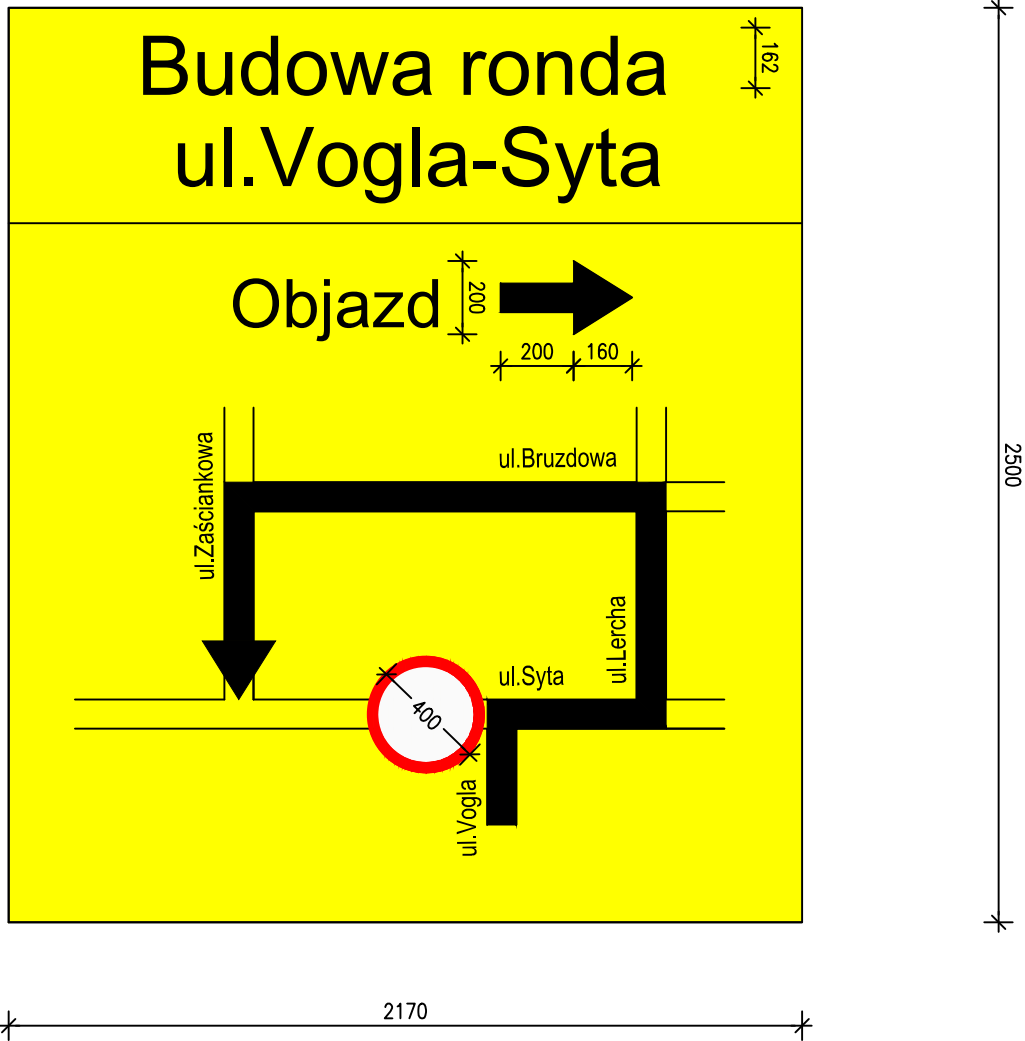 Budowa ronda
162
ul.Vogla-Syta
Objazd
200
200
160
ul.Zaściankowa
ul.Bruzdowa
2500
ul.Lercha
ul.Syta
400
ul.Vogla
2170